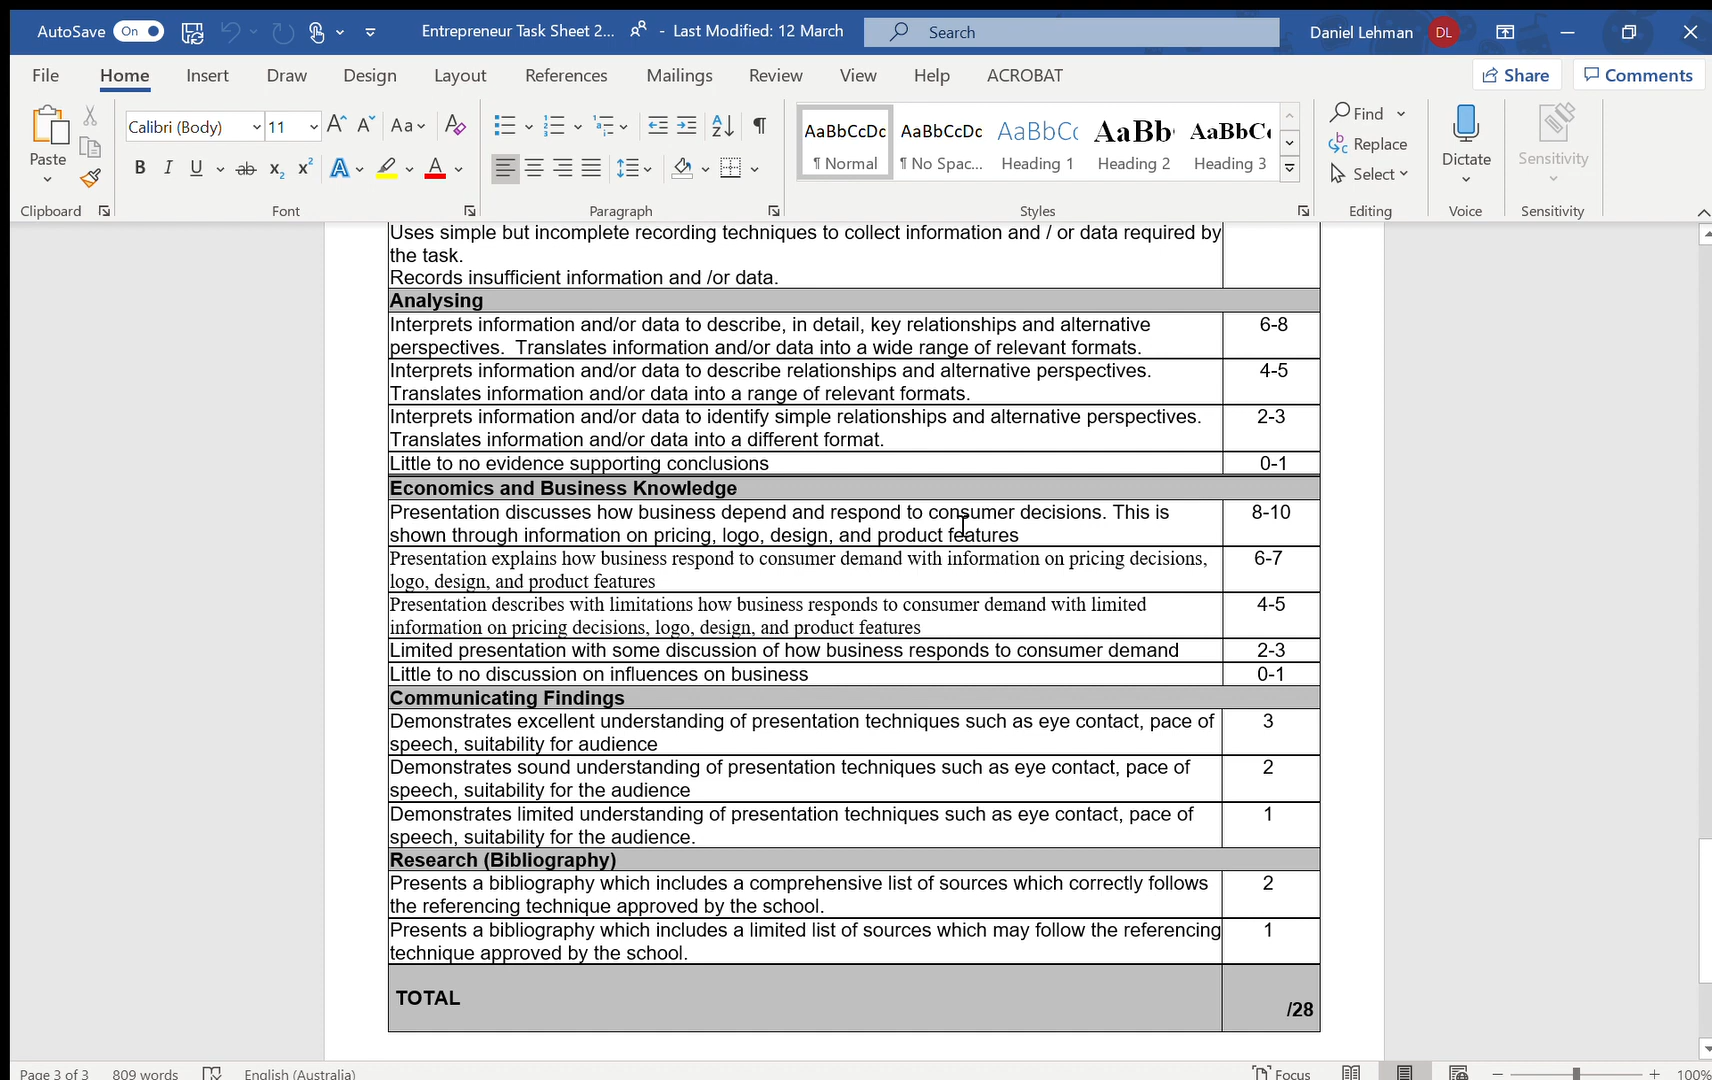 AutoSave On Entrepreneur Task Sheet 2... - Last Modified: 12 March Search Daniel Lehman DL
File Home Insert Draw Design Layout References Mailings Review View Help ACROBAT Share Comments
Paste
Clipboard
Calibri (Body) 11 A A Aa A
B I U ab x2 x2 A A
Font
Paragraph
AaBbCcDc AaBbCcDc AaBbCc AaBb AaBbCc
¶ Normal ¶ No Spac... Heading 1 Heading 2 Heading 3
Styles
Find
Replace
Select
Editing
Dictate
Voice
Sensitivity
Sensitivity
Uses simple but incomplete recording techniques to collect information and / or data required by
the task.
Records insufficient information and /or data.
Analysing
Interprets information and/or data to describe, in detail, key relationships and alternative 6-8
perspectives.  Translates information and/or data into a wide range of relevant formats.
Interprets information and/or data to describe relationships and alternative perspectives. 4-5
Translates information and/or data into a range of relevant formats.
Interprets information and/or data to identify simple relationships and alternative perspectives. 2-3
Translates information and/or data into a different format.
Little to no evidence supporting conclusions 0-1
Economics and Business Knowledge
Presentation discusses how business depend and respond to consumer decisions. This is 8-10
shown through information on pricing, logo, design, and product features
Presentation explains how business respond to consumer demand with information on pricing decisions, 6-7
logo, design, and product features
Presentation describes with limitations how business responds to consumer demand with limited 4-5
information on pricing decisions, logo, design, and product features
Limited presentation with some discussion of how business responds to consumer demand 2-3
Little to no discussion on influences on business 0-1
Communicating Findings
Demonstrates excellent understanding of presentation techniques such as eye contact, pace of 3
speech, suitability for audience
Demonstrates sound understanding of presentation techniques such as eye contact, pace of 2
speech, suitability for the audience
Demonstrates limited understanding of presentation techniques such as eye contact, pace of 1
speech, suitability for the audience.
Research (Bibliography)
Presents a bibliography which includes a comprehensive list of sources which correctly follows 2
the referencing technique approved by the school.
Presents a bibliography which includes a limited list of sources which may follow the referencing 1
technique approved by the school.
TOTAL
/28
Page 3 of 3 809 words English (Australia) Focus 100%